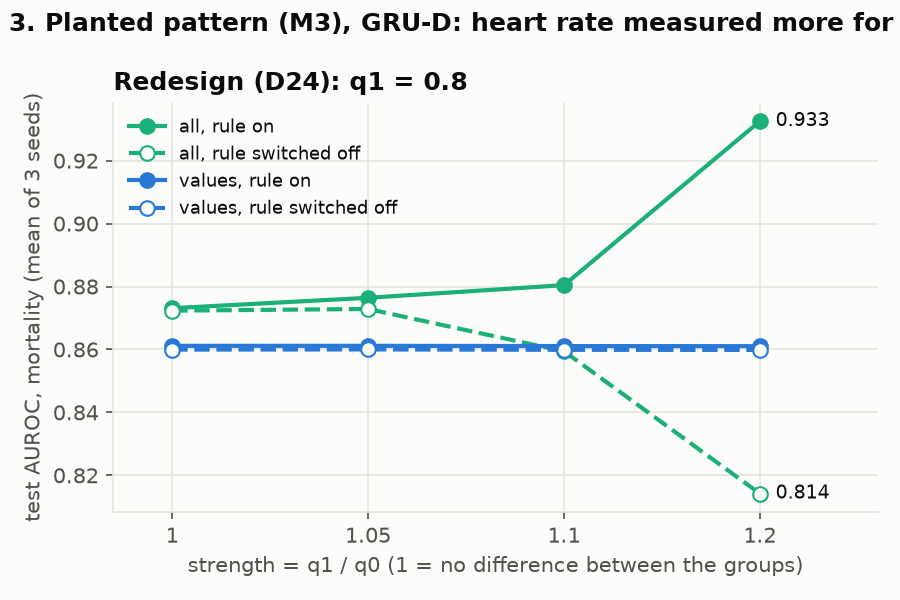 3. Planted pattern (M3), GRU-D: heart rate measured more for
Redesign (D24): q1 = 0.8
all, rule on
all, rule switched off
values, rule on
values, rule switched off
test AUROC, mortality (mean of 3 seeds)
0.92
0.90
0.88
0.86
0.84
0.82
0.933
0.814
1
1.05
1.1
1.2
strength = q1 / q0 (1 = no difference between the groups)